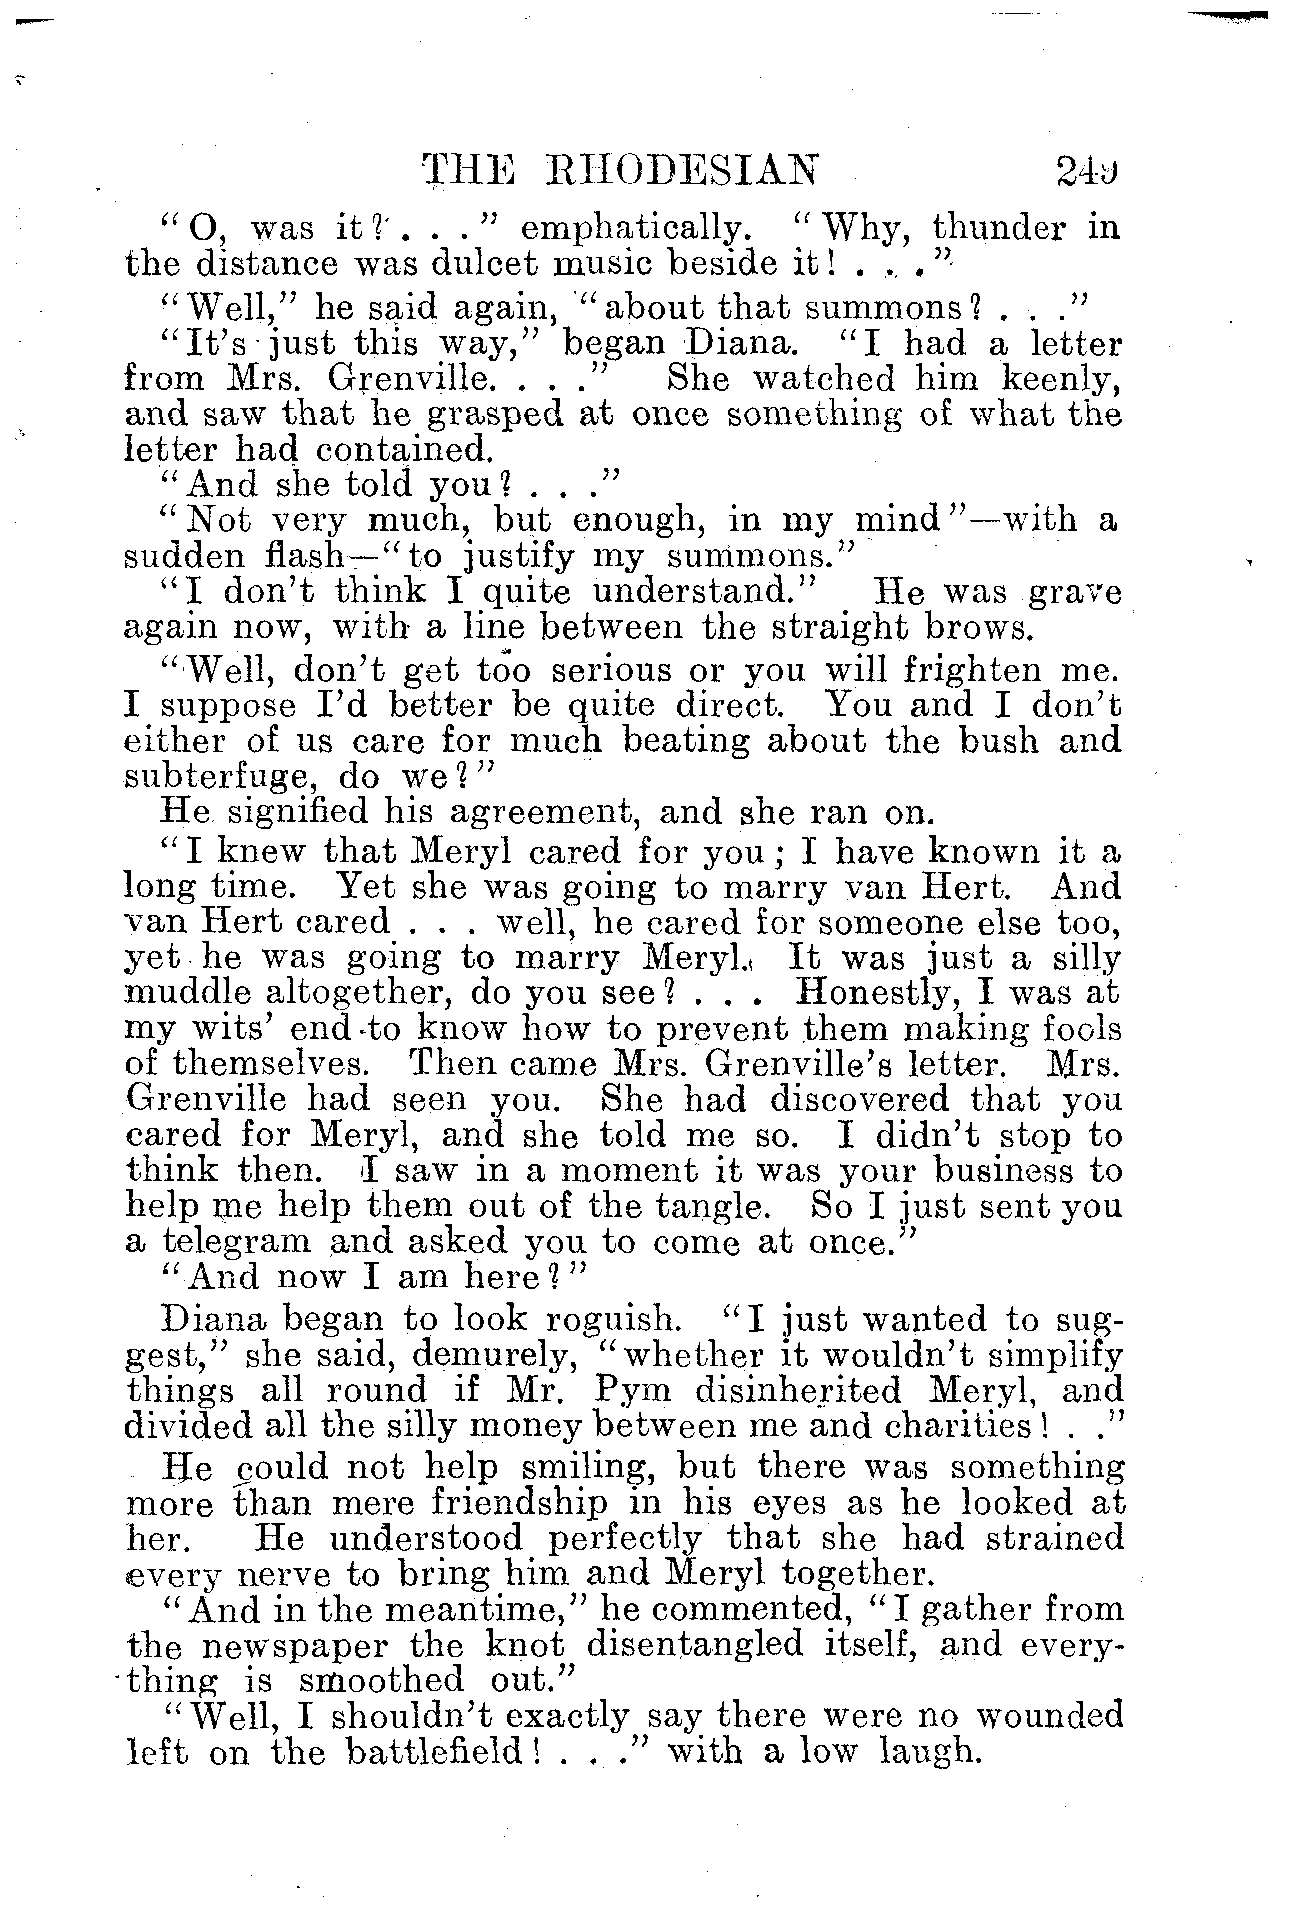 THE RHODESIAN 249
"O, was it? . . ." emphatically. "Why, thunder in
the distance was dulcet music beside it! . . ."
"Well," he said again, "about that summons? . . ."
"It's just this way," began Diana. "I had a letter
from Mrs. Grenville. . . ." She watched him keenly,
and saw that he grasped at once something of what the
letter had contained.
"And she told you? . . ."
"Not very much, but enough, in my mind"—with a
sudden flash—"to justify my summons."
"I don't think I quite understand." He was grave
again now, with a line between the straight brows.
"Well, don't get too serious or you will frighten me.
I suppose I'd better be quite direct. You and I don't
either of us care for much beating about the bush and
subterfuge, do we?"
He signified his agreement, and she ran on.
"I knew that Meryl cared for you; I have known it a
long time. Yet she was going to marry van Hert. And
van Hert cared . . . well, he cared for someone else too,
yet he was going to marry Meryl. It was just a silly
muddle altogether, do you see? . . . Honestly, I was at
my wits' end to know how to prevent them making fools
of themselves. Then came Mrs. Grenville's letter. Mrs.
Grenville had seen you. She had discovered that you
cared for Meryl, and she told me so. I didn't stop to
think then. I saw in a moment it was your business to
help me help them out of the tangle. So I just sent you
a telegram and asked you to come at once."
"And now I am here?"
Diana began to look roguish. "I just wanted to sug-
gest," she said, demurely, "whether it wouldn't simplify
things all round if Mr. Pym disinherited Meryl, and
divided all the silly money between me and charities! . ."
He could not help smiling, but there was something
more than mere friendship in his eyes as he looked at
her. He understood perfectly that she had strained
every nerve to bring him and Meryl together.
"And in the meantime," he commented, "I gather from
the newspaper the knot disentangled itself, and every-
thing is smoothed out."
"Well, I shouldn't exactly say there were no wounded
left on the battlefield! . . ." with a low laugh.